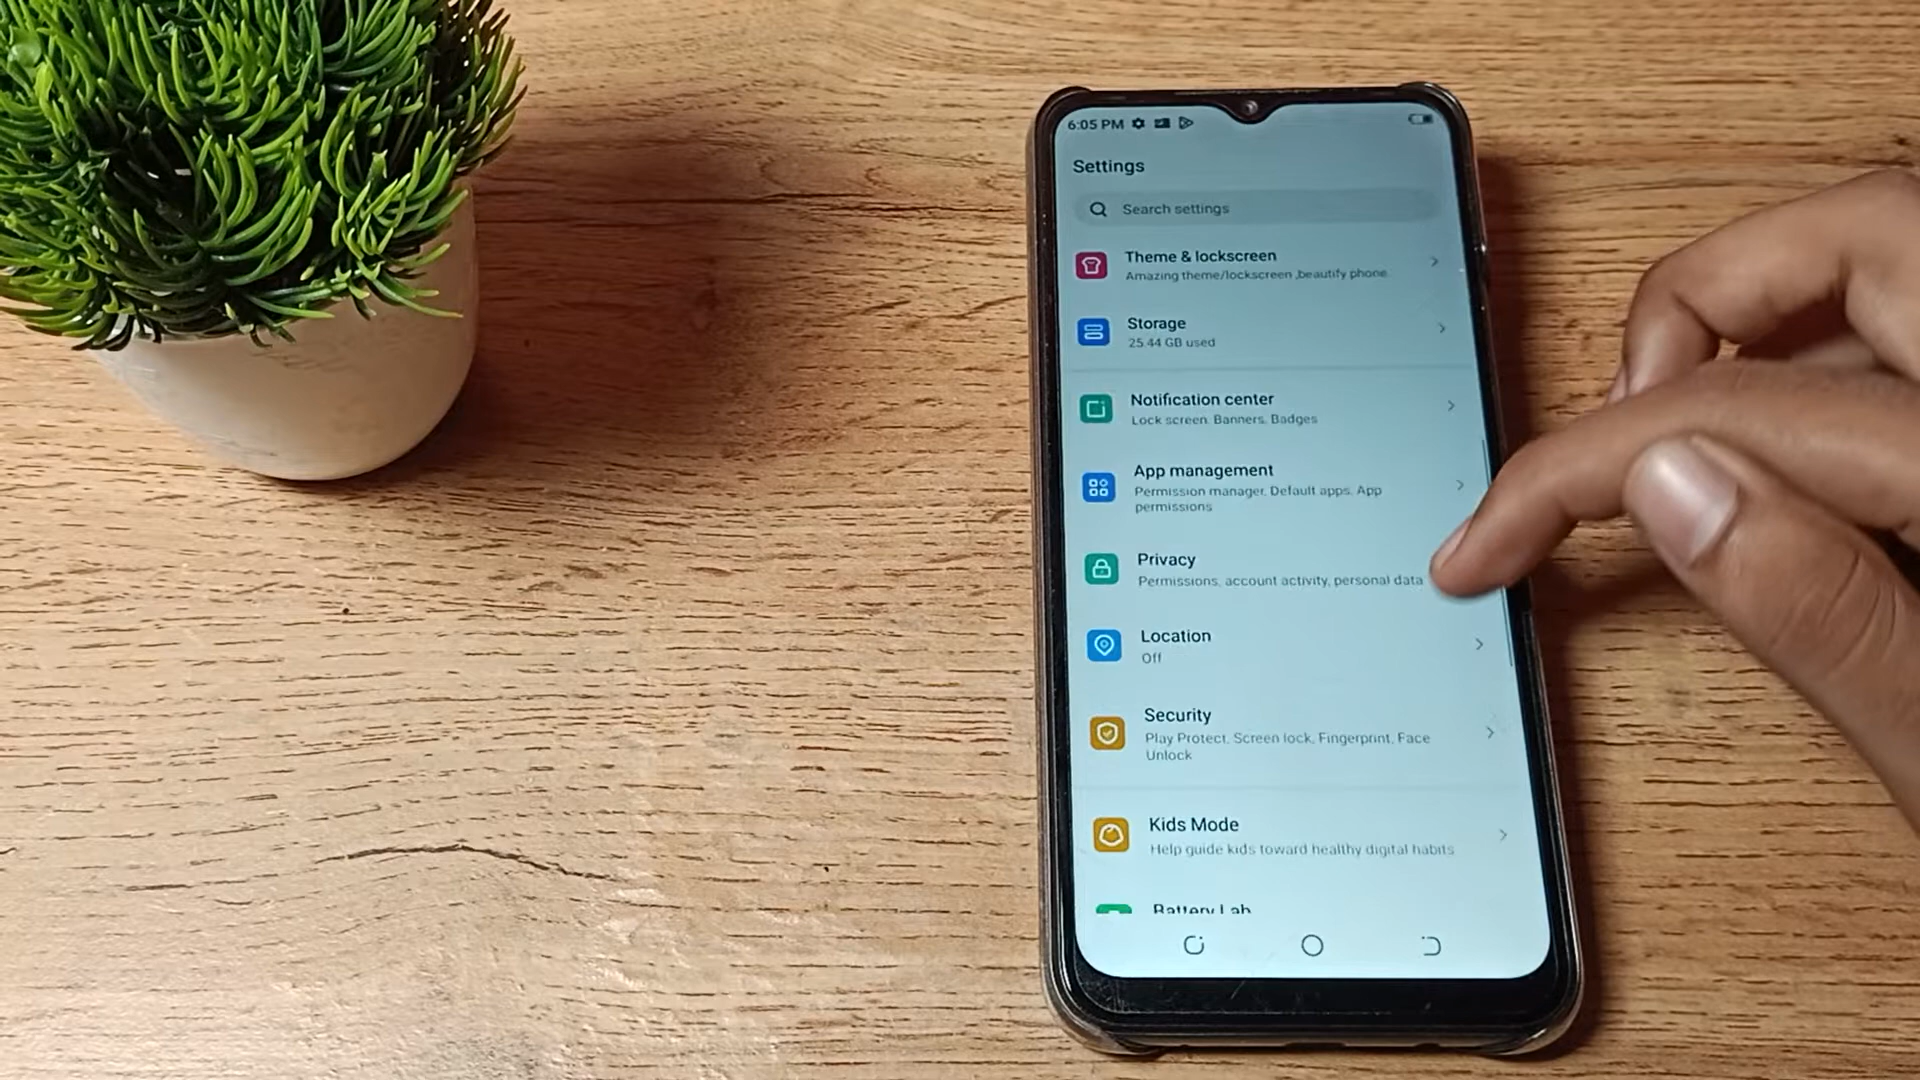 6:05 PM
Settings
Search settings
Theme & lockscreen
Amazing theme/lockscreen ,beautify phone
Storage
25.44 GB used
Notification center
Lock screen, Banners, Badges
App management
Permission manager, Default apps, App
permissions
Privacy
Permissions, account activity, personal data
Location
Off
Security
Play Protect, Screen lock, Fingerprint, Face
Unlock
Kids Mode
Help guide kids toward healthy digital habits
Battery Lab